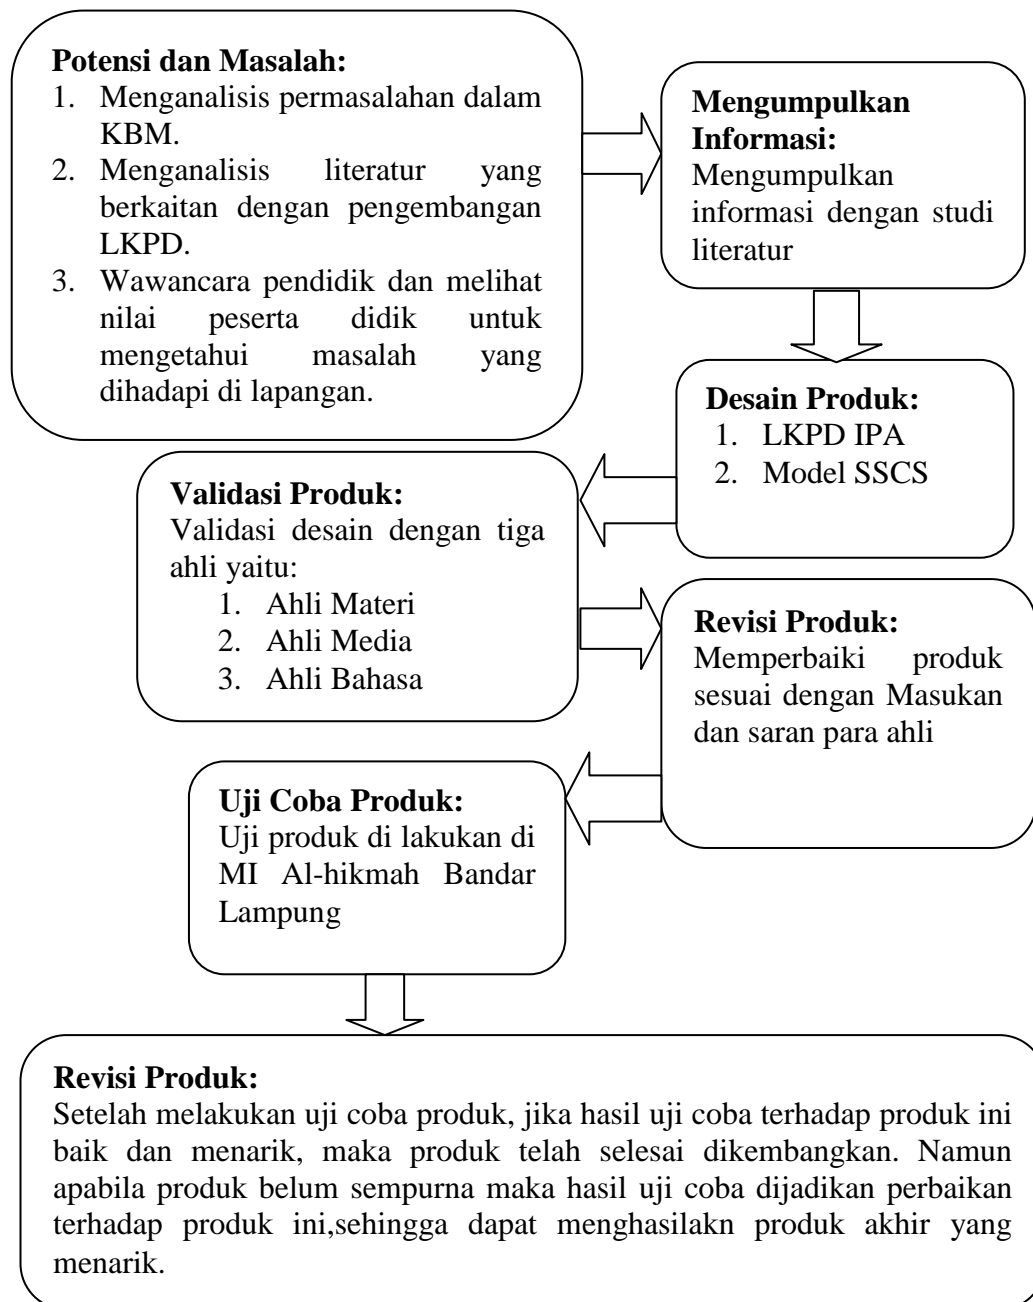 Potensi dan Masalah:
1. Menganalisis permasalahan dalam
KBM.
2. Menganalisis literatur yang
berkaitan dengan pengembangan
LKPD.
3. Wawancara pendidik dan melihat
nilai peserta didik untuk
mengetahui masalah yang
dihadapi di lapangan.
Mengumpulkan
Informasi:
Mengumpulkan
informasi dengan studi
literatur
Desain Produk:
1. LKPD IPA
2. Model SSCS
Validasi Produk:
Validasi desain dengan tiga
ahli yaitu:
1. Ahli Materi
2. Ahli Media
3. Ahli Bahasa
Revisi Produk:
Memperbaiki produk
sesuai dengan Masukan
dan saran para ahli
Uji Coba Produk:
Uji produk di lakukan di
MI Al-hikmah Bandar
Lampung
Revisi Produk:
Setelah melakukan uji coba produk, jika hasil uji coba terhadap produk ini
baik dan menarik, maka produk telah selesai dikembangkan. Namun
apabila produk belum sempurna maka hasil uji coba dijadikan perbaikan
terhadap produk ini,sehingga dapat menghasilakn produk akhir yang
menarik.